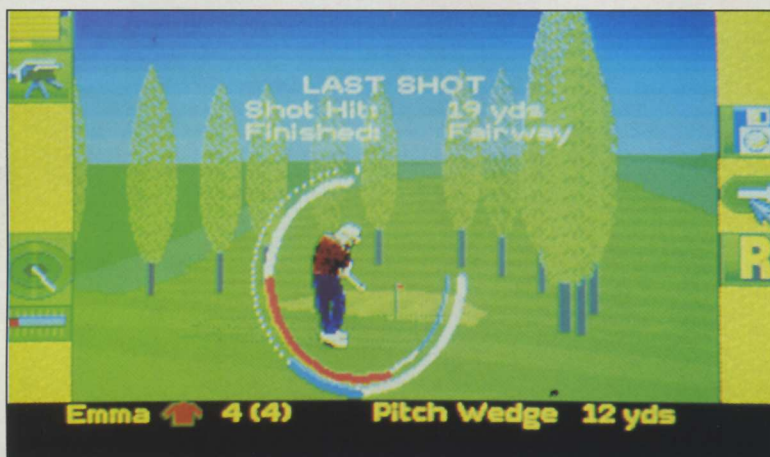 LAST SHOT
Shot Hit: 19 yds
Finished: Fairway
R
Emma 4 (4) Pitch Wedge 12 yds